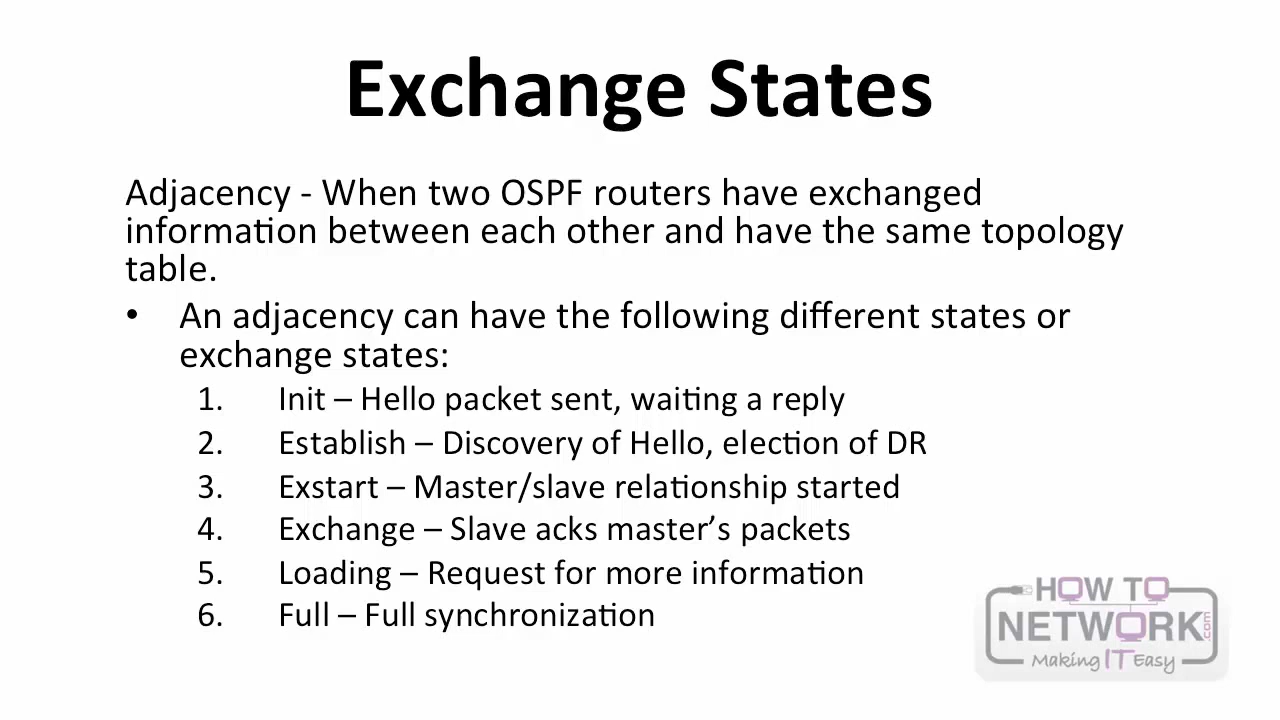 Exchange States
Adjacency - When two OSPF routers have exchanged
information between each other and have the same topology
table.
• An adjacency can have the following different states or
exchange states:
1. Init – Hello packet sent, waiting a reply
2. Establish – Discovery of Hello, election of DR
3. Exstart – Master/slave relationship started
4. Exchange – Slave acks master’s packets
5. Loading – Request for more information
6. Full – Full synchronization
HOW TO
NETWORK.com
Making IT Easy